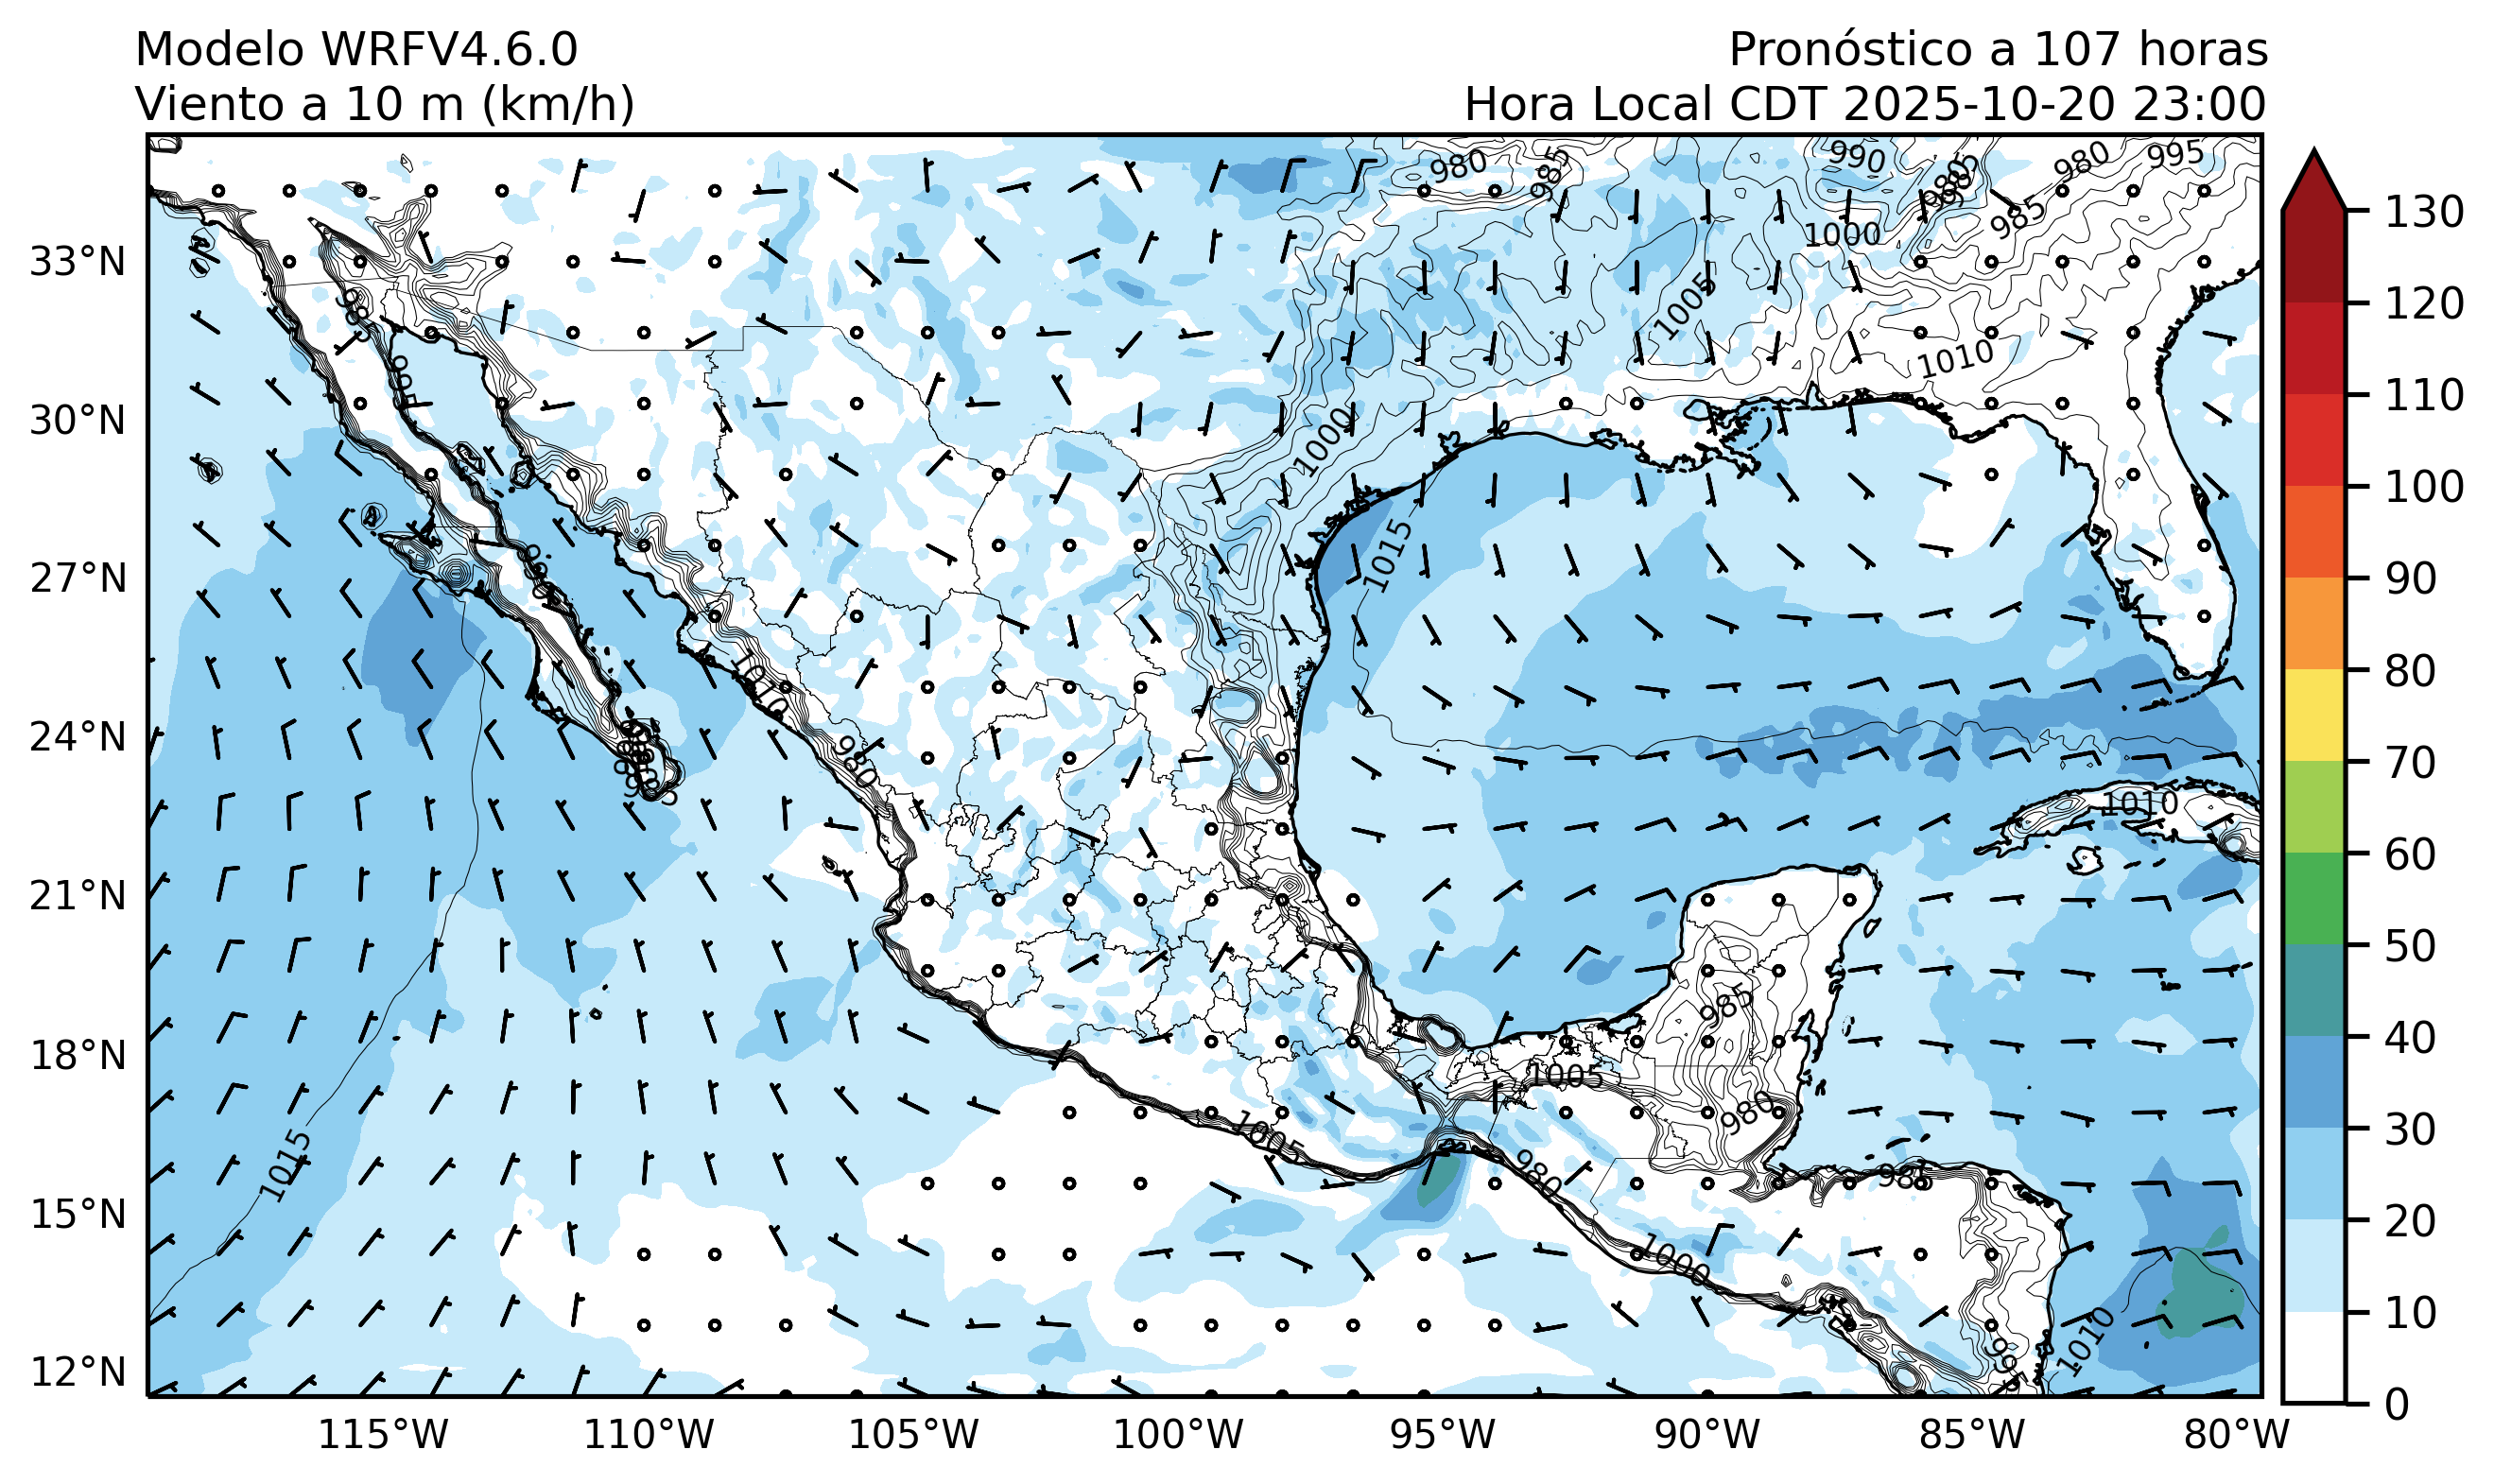 Modelo WRFV4.6.0
Pronóstico a 107 horas
Viento a 10 m (km/h)
Hora Local CDT 2025-10-20 23:00
980
985
990
985
980
995
985
1000
1005
1010
1000
1015
1010
980
1010
985
1005
980
1005
980
985
1000
1010
1015
33°N
30°N
27°N
24°N
21°N
18°N
15°N
12°N
115°W
110°W
105°W
100°W
95°W
90°W
85°W
80°W
130
120
110
100
90
80
70
60
50
40
30
20
10
0